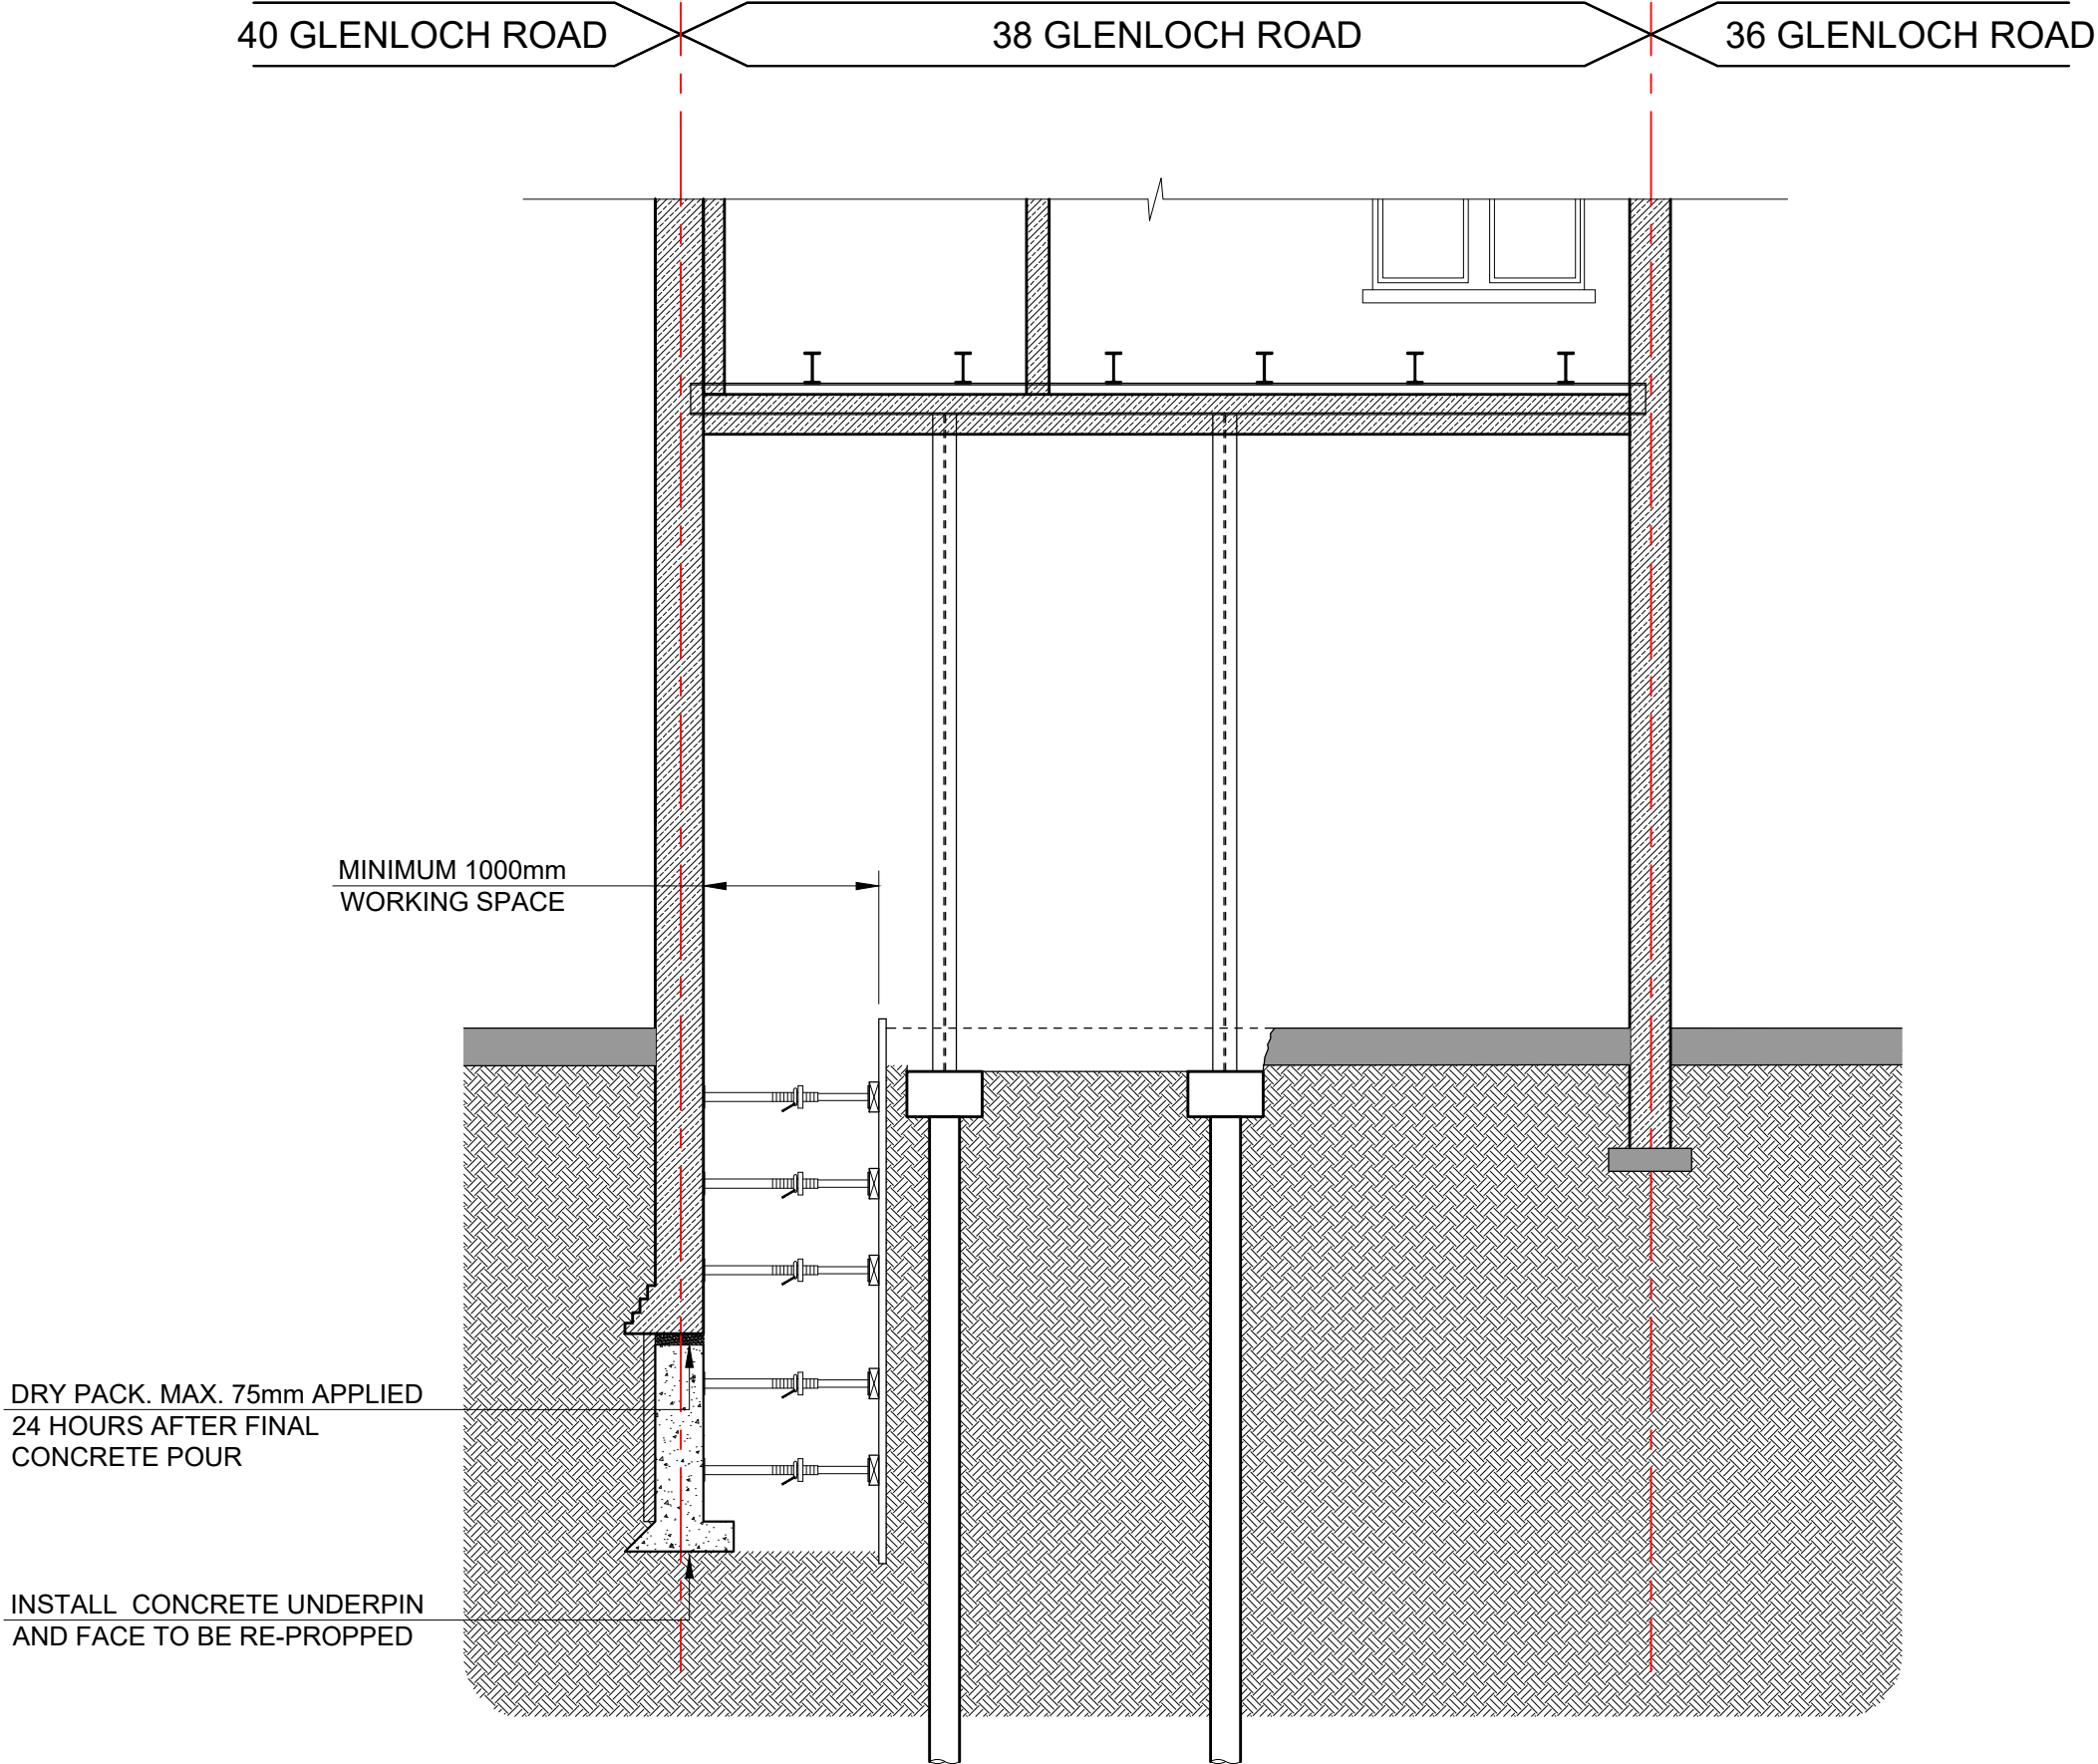 40 GLENLOCH ROAD
38 GLENLOCH ROAD
36 GLENLOCH ROAD
MINIMUM 1000mm
WORKING SPACE
DRY PACK. MAX. 75mm APPLIED
24 HOURS AFTER FINAL
CONCRETE POUR
INSTALL CONCRETE UNDERPIN
AND FACE TO BE RE-PROPPED